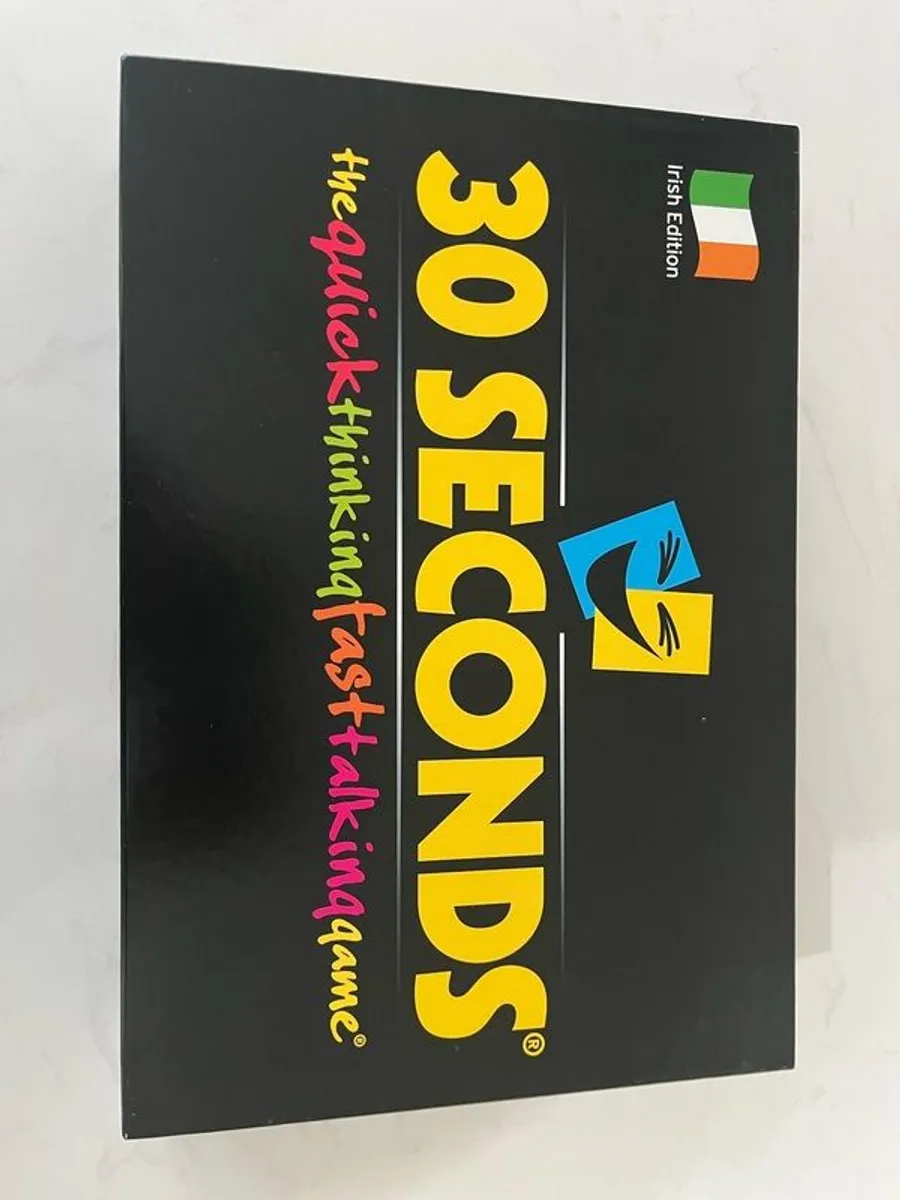 Irish Edition
30 SECONDS®
thequickthinkingfasttalkinggame®